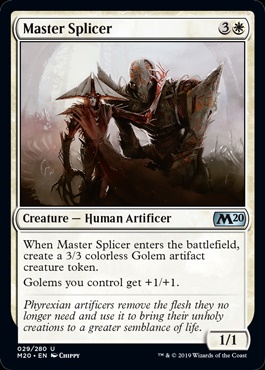 Master Splicer 3
Creature — Human Artificer M20
When Master Splicer enters the battlefield,
create a 3/3 colorless Golem artifact
creature token.
Golems you control get +1/+1.
Phyrexian artificers remove the flesh they no
longer need and use it to bring their unholy
creations to a greater semblance of life.
1/1
029/280 U
M20 • EN CHIPPY
™ & © 2019 Wizards of the Coast